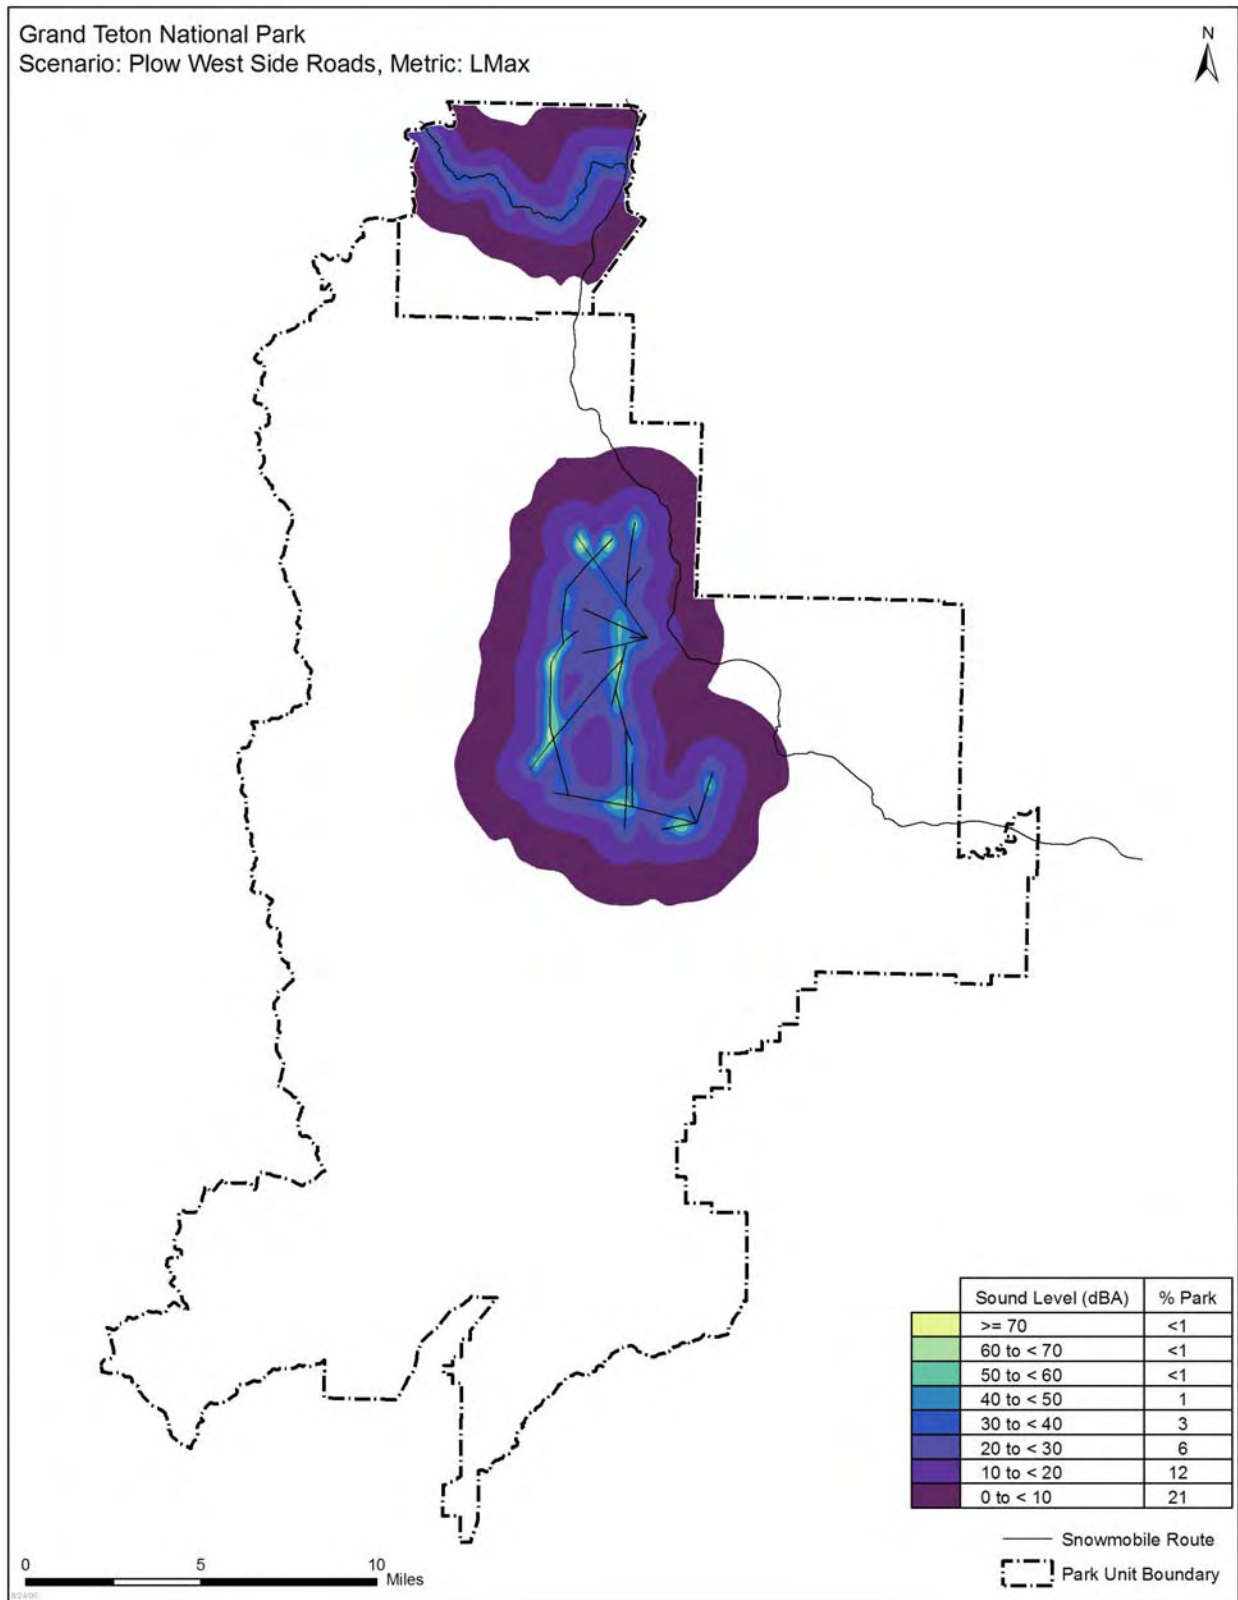 Grand Teton National Park
Scenario: Plow West Side Roads, Metric: LMax
N
Sound Level (dBA) % Park
>= 70 <1
60 to < 70 <1
50 to < 60 <1
40 to < 50 1
30 to < 40 3
20 to < 30 6
10 to < 20 12
0 to < 10 21
Snowmobile Route
Park Unit Boundary
0 5 10
Miles